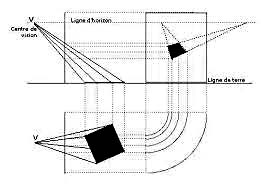 V
Ligne d'horizon
Centre de
vision
Ligne de terre
V